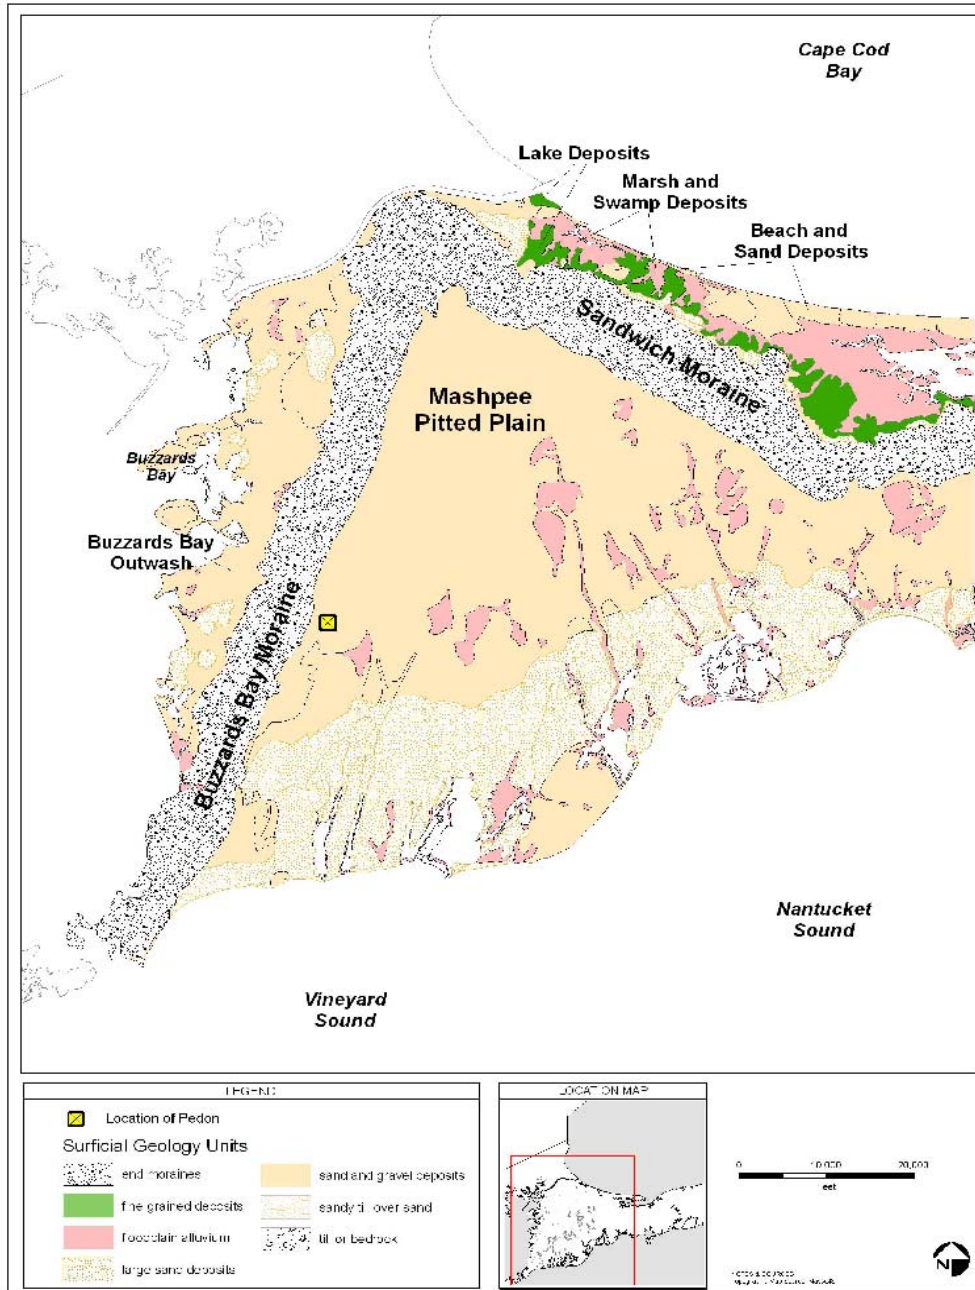 Cape Cod
Bay
Lake Deposits
Marsh and
Swamp Deposits
Beach and
Sand Deposits
Sandwich Moraine
Mashpee
Pitted Plain
Buzzards
Bay
Buzzards Bay
Outwash
Buzzards Bay Moraine
Nantucket
Sound
Vineyard
Sound
LEGEND
Location of Pedon
Surficial Geology Units
end moraines
fine grained deposits
floodplain alluvium
large sand deposits
sand and gravel deposits
sandy till over sand
till or bedrock
LOCATION MAP
0 10,000 20,000
feet
N